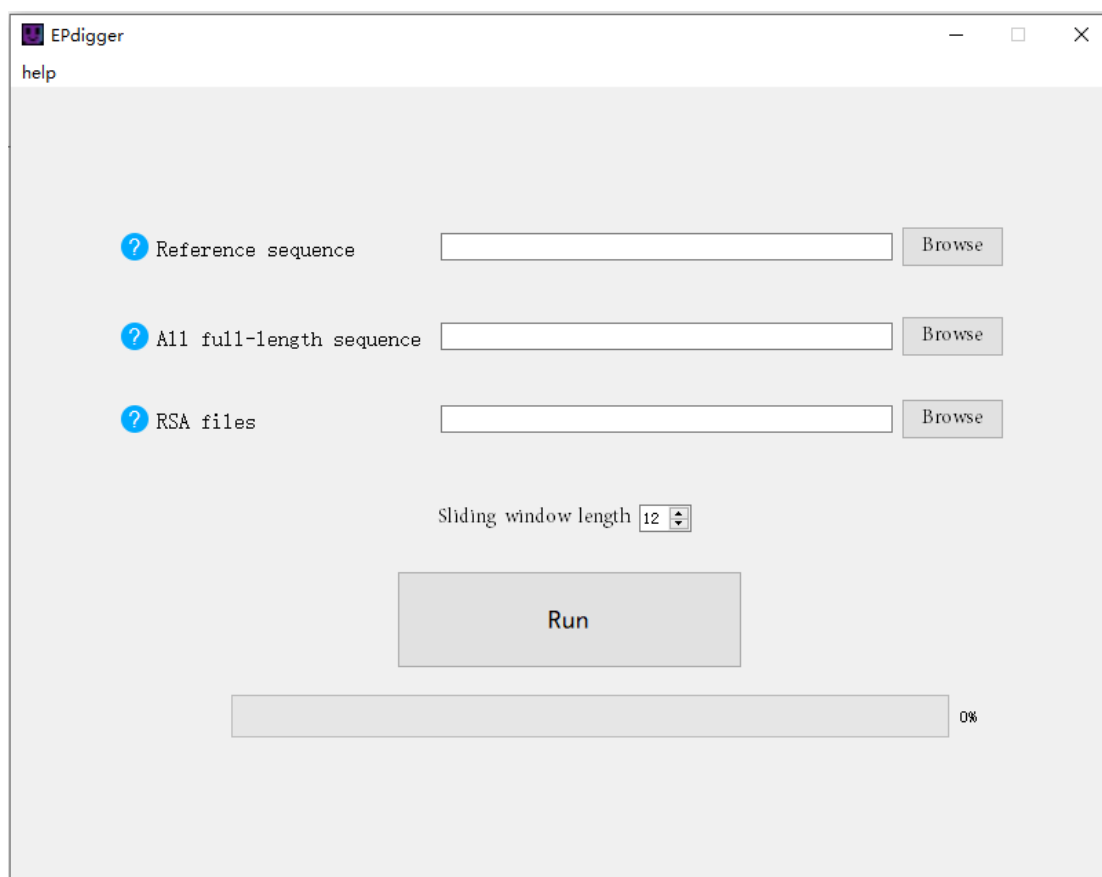 EPdigger
help
? Reference sequence Browse
? All full-length sequence Browse
? RSA files Browse
Sliding window length 12
Run
0%